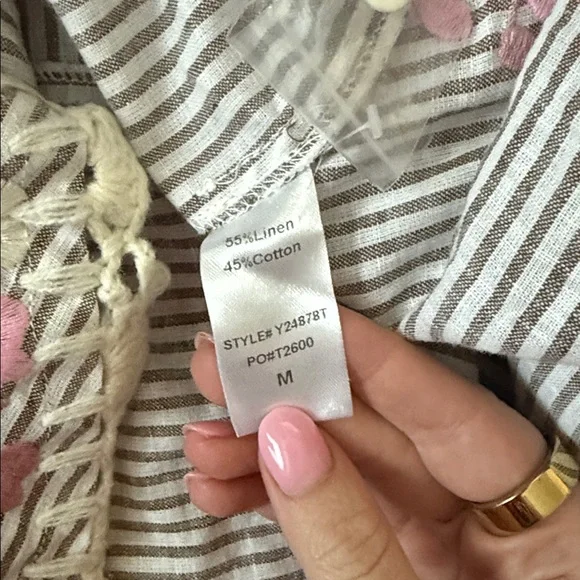 55%Linen
45%Cotton
STYLE# Y24878T
PO#T2600
M